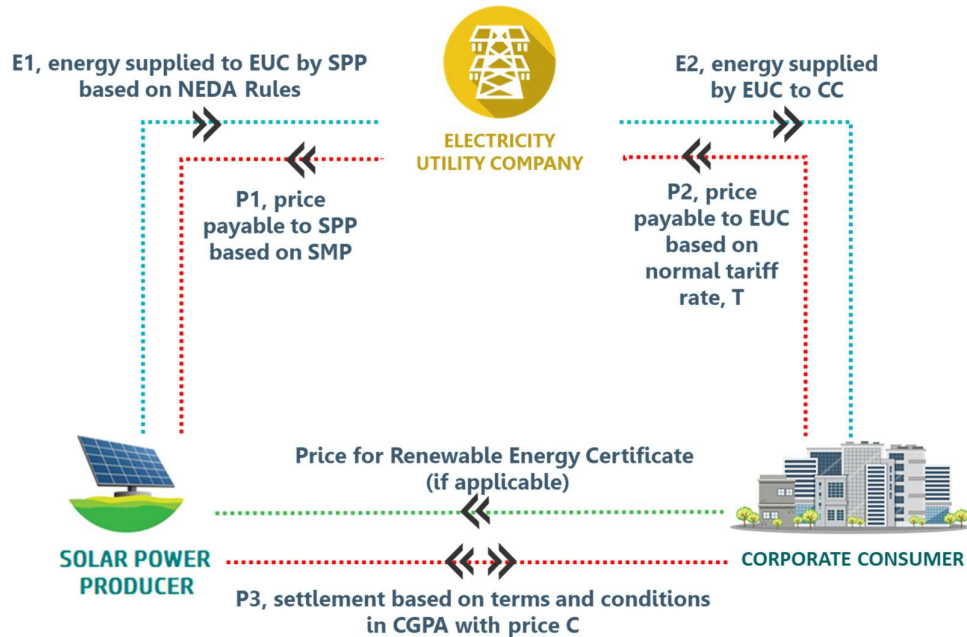 E1, energy supplied to EUC by SPP
based on NEDA Rules
ELECTRICITY
UTILITY COMPANY
E2, energy supplied
by EUC to CC
P1, price
payable to SPP
based on SMP
P2, price
payable to EUC
based on
normal tariff
rate, T
Price for Renewable Energy Certificate
(if applicable)
SOLAR POWER
PRODUCER
CORPORATE CONSUMER
P3, settlement based on terms and conditions
in CGPA with price C